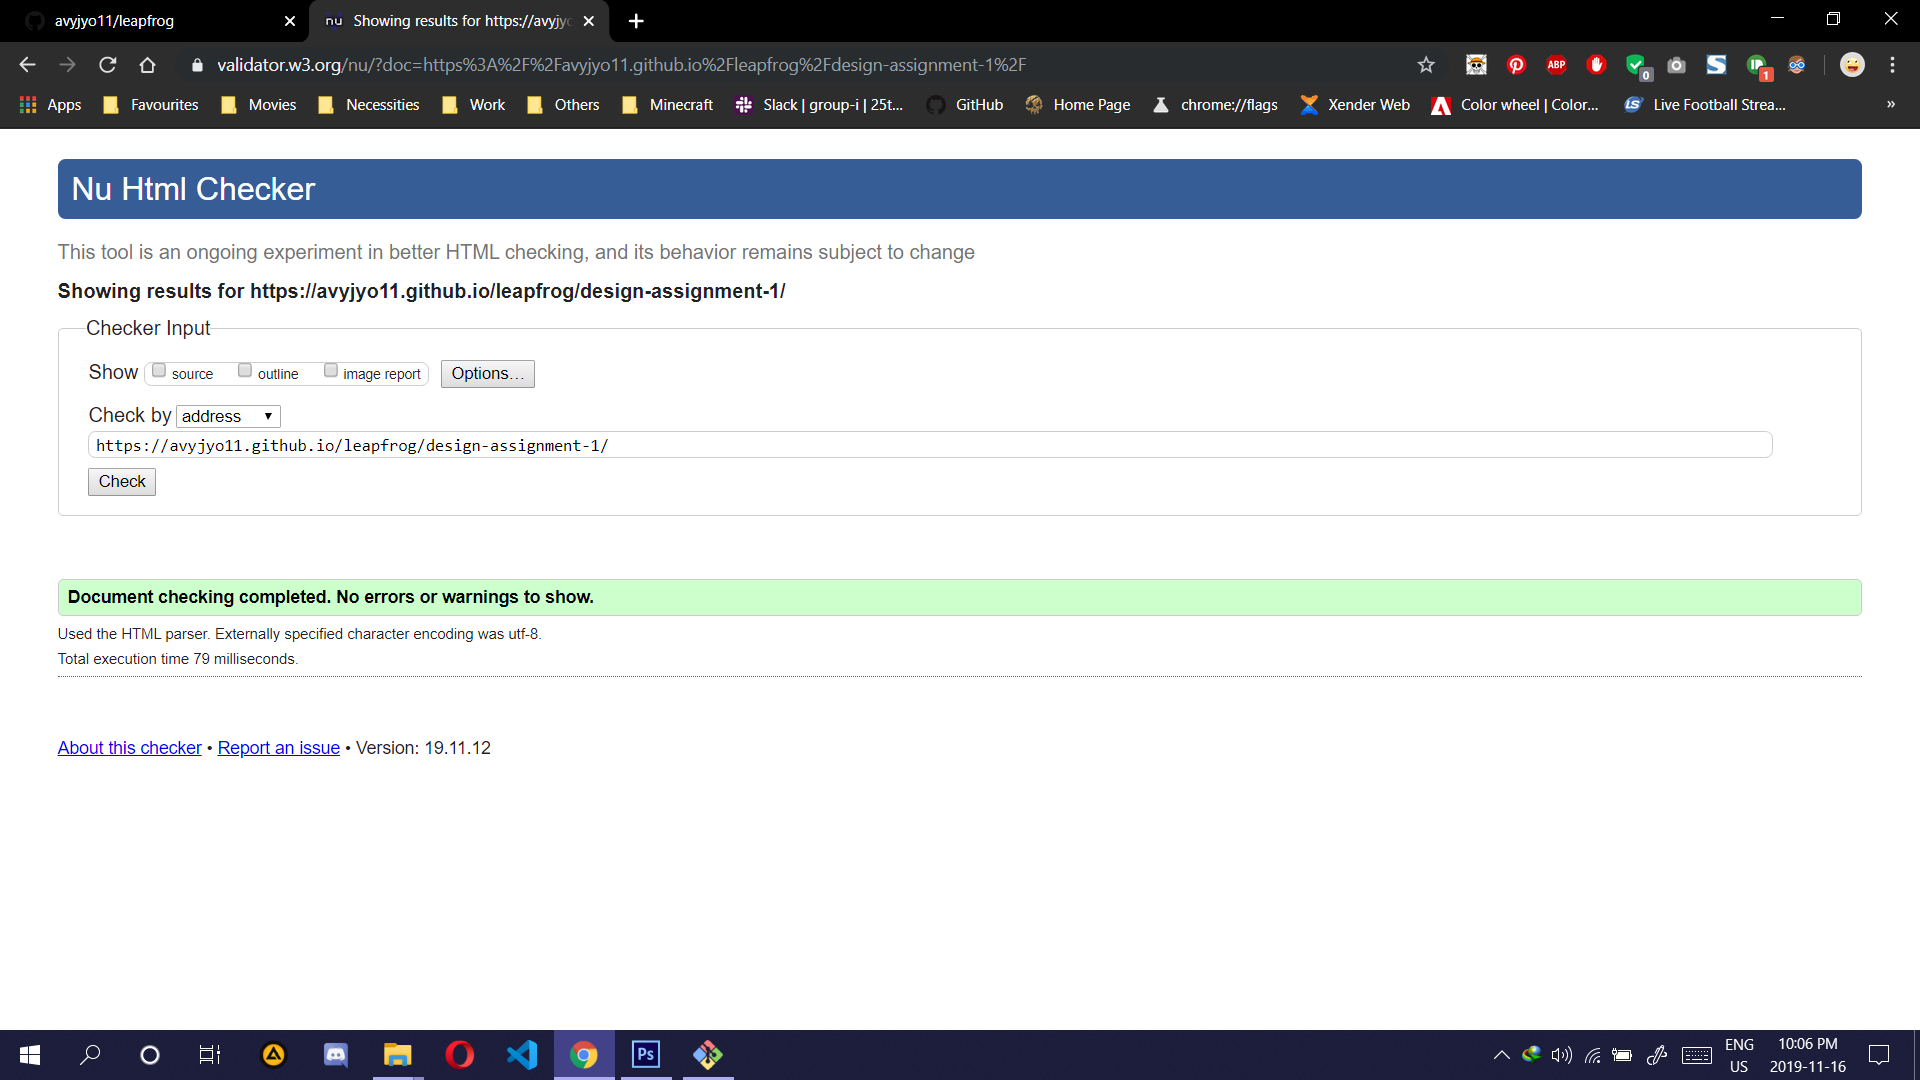 avyjyo11/leapfrog
nu Showing results for https://avyjyo
validator.w3.org/nu/?doc=https%3A%2F%2Favyjyo11.github.io%2Fleapfrog%2Fdesign-assignment-1%2F
ABP
0
1
Apps Favourites Movies Necessities Work Others Minecraft Slack | group-i | 25t... GitHub Home Page chrome://flags Xender Web Color wheel | Color... LS Live Football Strea... »
Nu Html Checker
This tool is an ongoing experiment in better HTML checking, and its behavior remains subject to change
Showing results for https://avyjyo11.github.io/leapfrog/design-assignment-1/
Checker Input
Show source outline image report Options...
Check by address
https://avyjyo11.github.io/leapfrog/design-assignment-1/
Check
Document checking completed. No errors or warnings to show.
Used the HTML parser. Externally specified character encoding was utf-8.
Total execution time 79 milliseconds.
About this checker • Report an issue • Version: 19.11.12
Ps
ENG
US
10:06 PM
2019-11-16